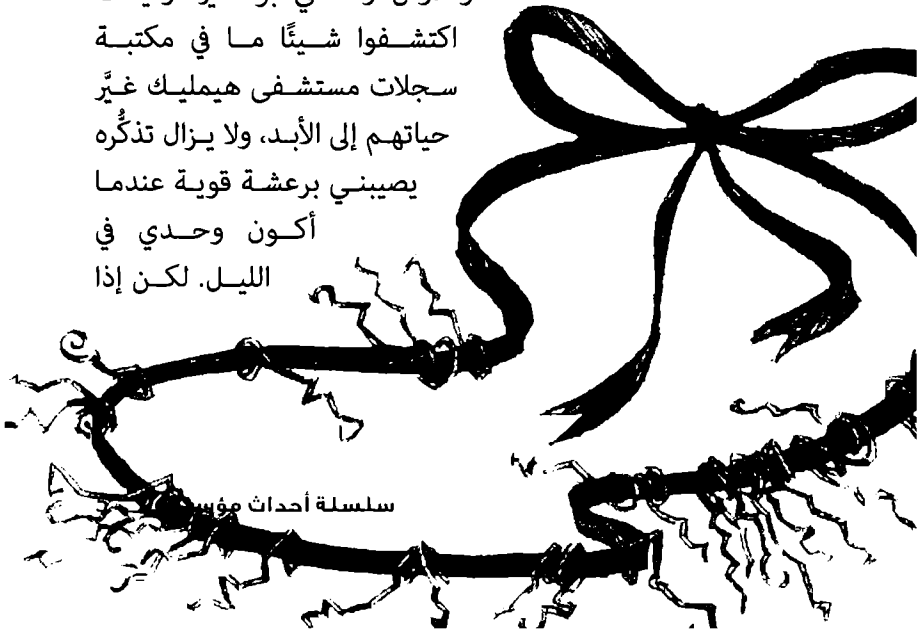 اكتشفوا شيئًا ما في مكتبة
سجلات مستشفى هيمليك غيَّر
حياتهم إلى الأبد، ولا يزال تذكُّره
يصيبني برعشة قوية عندما
أكون وحدي في
الليل. لكن إذا
سلسلة أحداث